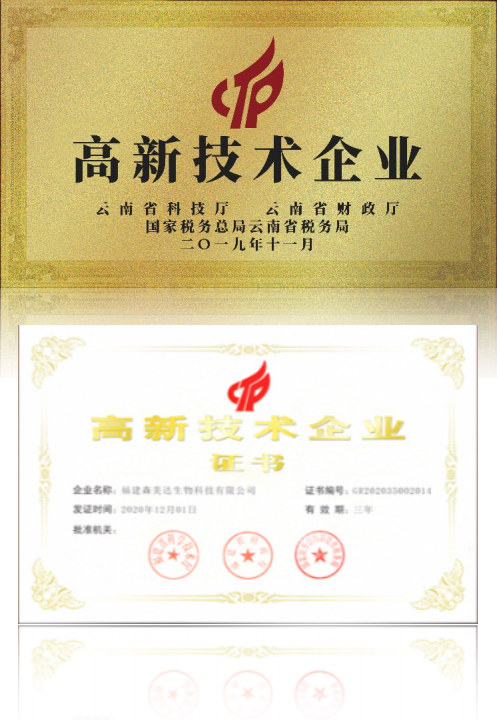 高新技术企业
云南省科技厅 云南省财政厅
国家税务总局云南省税务局
二〇一九年十一月
高新技术企业
证书
企业名称：福建森美达生物科技有限公司 证书编号：GR202035002014
发证时间：2020年12月01日 有 效 期：三年
批准机关：